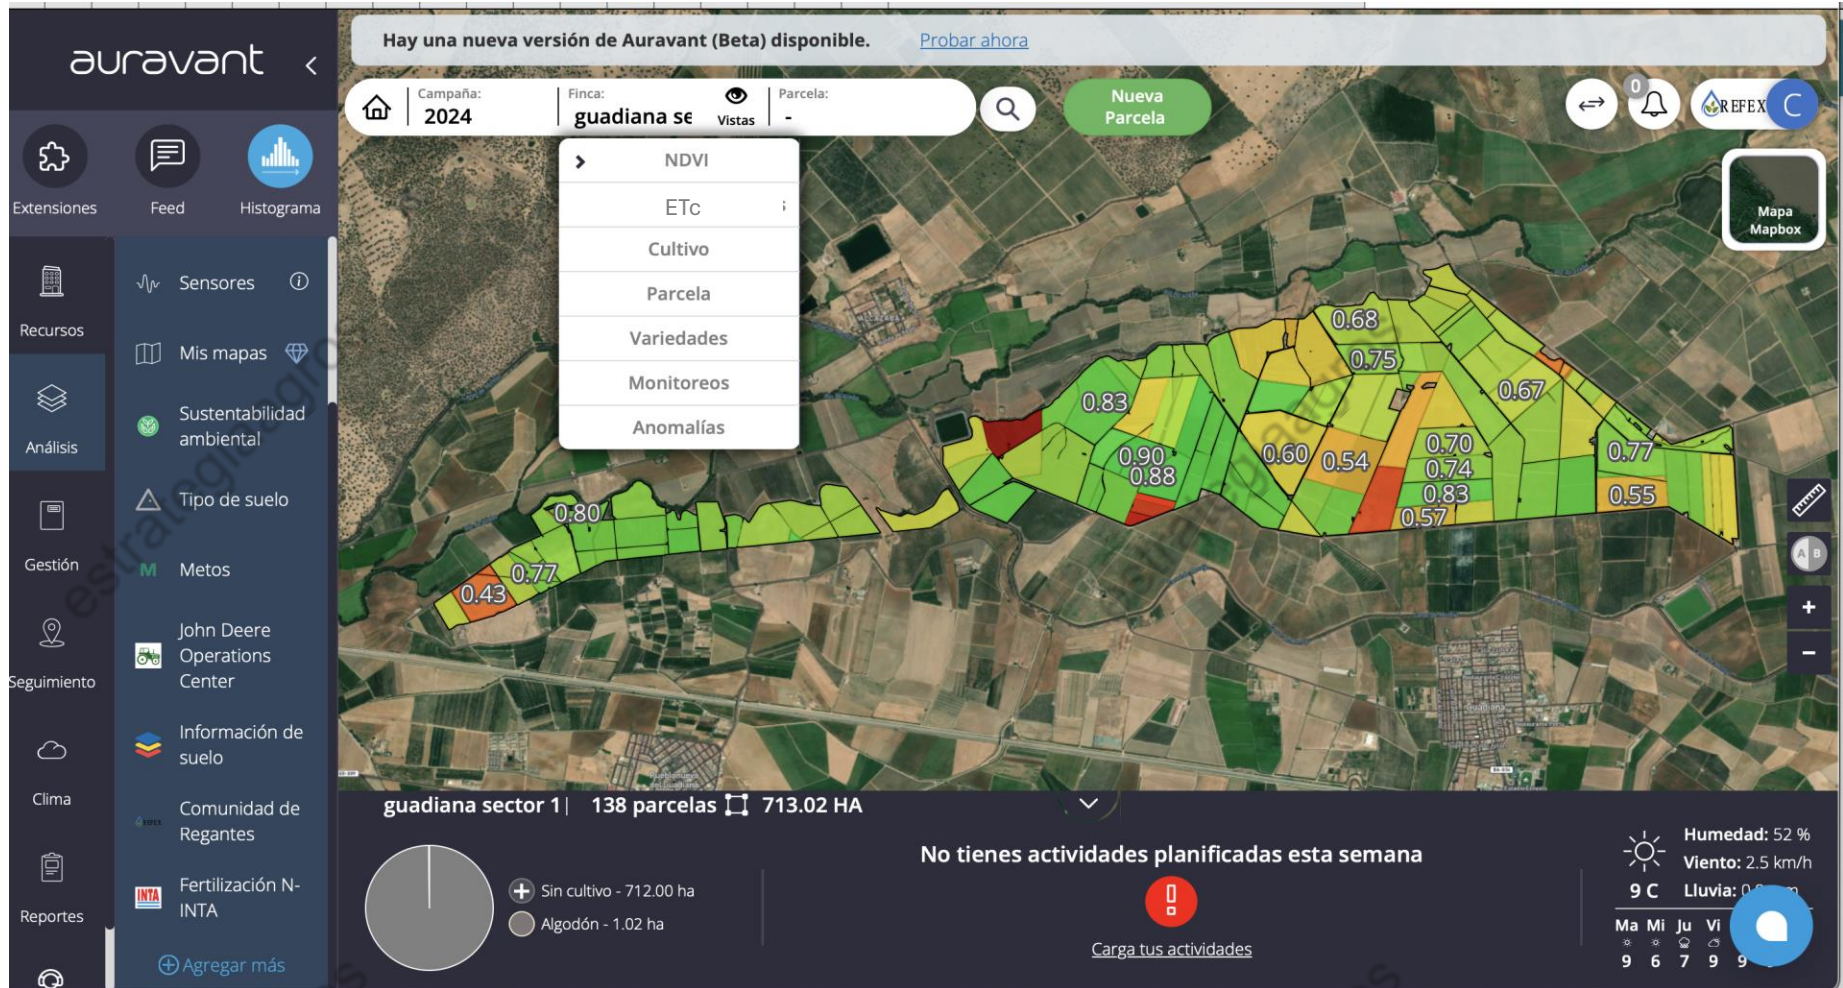 auravant
Hay una nueva versión de Auravant (Beta) disponible. Probar ahora
Campaña:
2024
Finca:
guadiana se
Vistas
Parcela:
-
Nueva
Parcela
0
REFEX
C
Extensiones
Feed
Histograma
NDVI
ETc
Cultivo
Parcela
Variedades
Monitoreos
Anomalías
Mapa
Mapbox
Recursos
Análisis
Gestión
Seguimiento
Clima
Reportes
Sensores
Mis mapas
Sustentabilidad
ambiental
Tipo de suelo
M Metos
John Deere
Operations
Center
Información de
suelo
Comunidad de
Regantes
INTA
Fertilización N-
INTA
Agregar más
0.68
0.75
0.67
0.83
0.90
0.88
0.60
0.54
0.70
0.74
0.83
0.57
0.77
0.55
0.80
0.77
0.43
A B
+
−
guadiana sector 1| 138 parcelas 713.02 HA
Sin cultivo - 712.00 ha
Algodón - 1.02 ha
No tienes actividades planificadas esta semana
Carga tus actividades
Humedad: 52 %
Viento: 2.5 km/h
9 C Lluvia:
Ma Mi Ju Vi
9 6 7 9 9